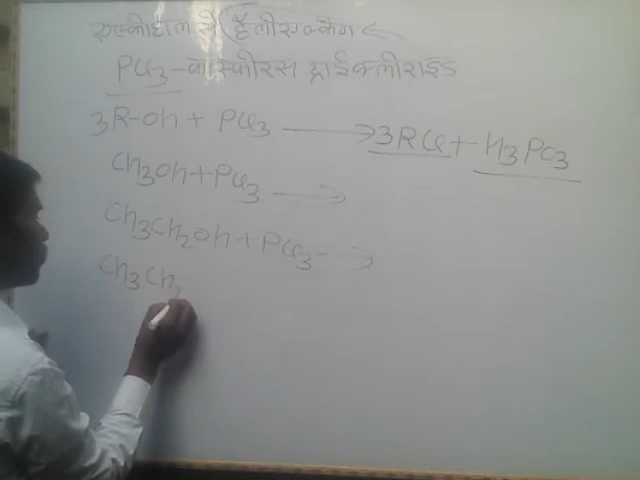 एल्कोहल से (हैलोएल्केन ←
PCl3 - फास्फोरस ट्राईक्लोराइड
3R-OH + PCl3 → 3RCl + H3PO3
CH3OH + PCl3 →
CH3CH2OH + PCl3 →
CH3CH2